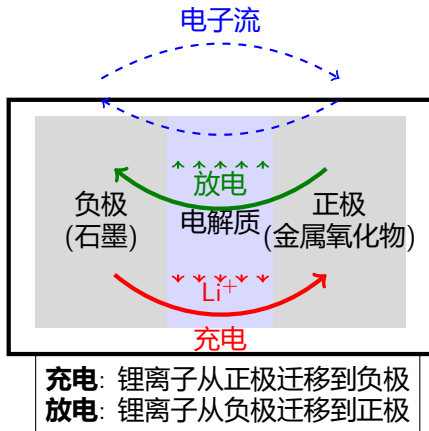 电子流
放电
负极
(石墨)
电解质
正极
(金属氧化物)
Li⁺
充电
充电: 锂离子从正极迁移到负极
放电: 锂离子从负极迁移到正极